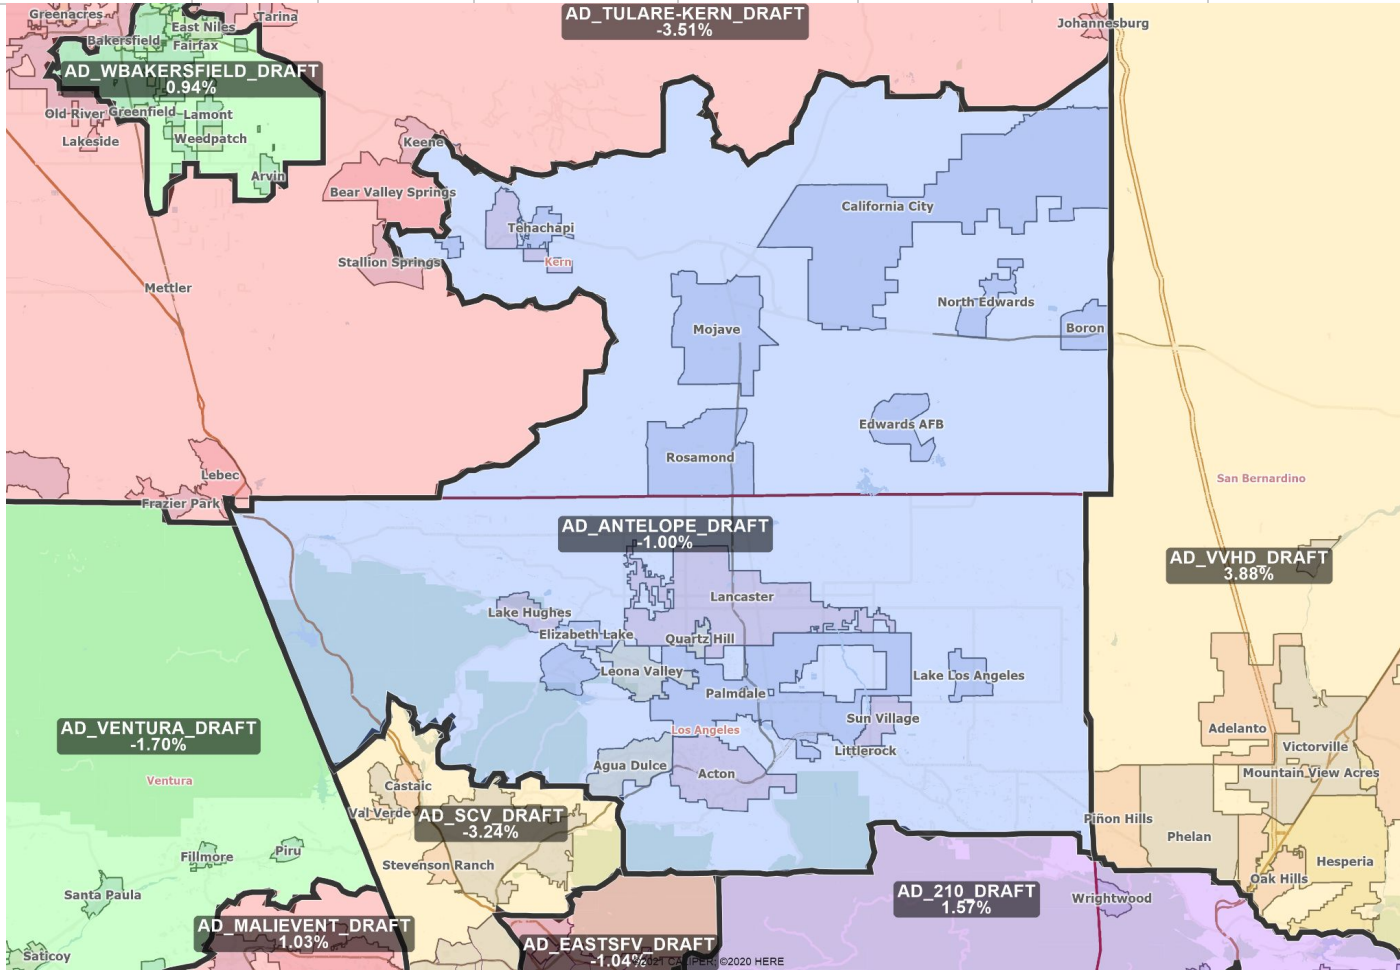 Greenacres
Tarina
AD_TULARE-KERN_DRAFT
-3.51%
Johannesburg
East Niles
Bakersfield
Fairfax
AD_WBAKERSFIELD_DRAFT
0.94%
Old River
Greenfield
Lamont
Lakeside
Weedpatch
Keene
Arvin
Bear Valley Springs
California City
Tehachapi
Stallion Springs
Kern
Mettler
North Edwards
Mojave
Boron
Edwards AFB
Rosamond
Lebec
San Bernardino
Frazier Park
AD_ANTELOPE_DRAFT
-1.00%
AD_VVHD_DRAFT
3.88%
Lancaster
Lake Hughes
Elizabeth Lake
Quartz Hill
Leona Valley
Lake Los Angeles
Palmdale
Sun Village
Los Angeles
Adelanto
AD_VENTURA_DRAFT
-1.70%
Littlerock
Victorville
Agua Dulce
Acton
Mountain View Acres
Ventura
Castaic
Val Verde
AD_SCV_DRAFT
-3.24%
Piñon Hills
Phelan
Fillmore
Piru
Stevenson Ranch
Hesperia
Oak Hills
Santa Paula
AD_210_DRAFT
1.57%
Wrightwood
AD_MALIEVENT_DRAFT
1.03%
AD_EASTSFV_DRAFT
-1.04%
Saticoy
©2021 CALIPER; ©2020 HERE